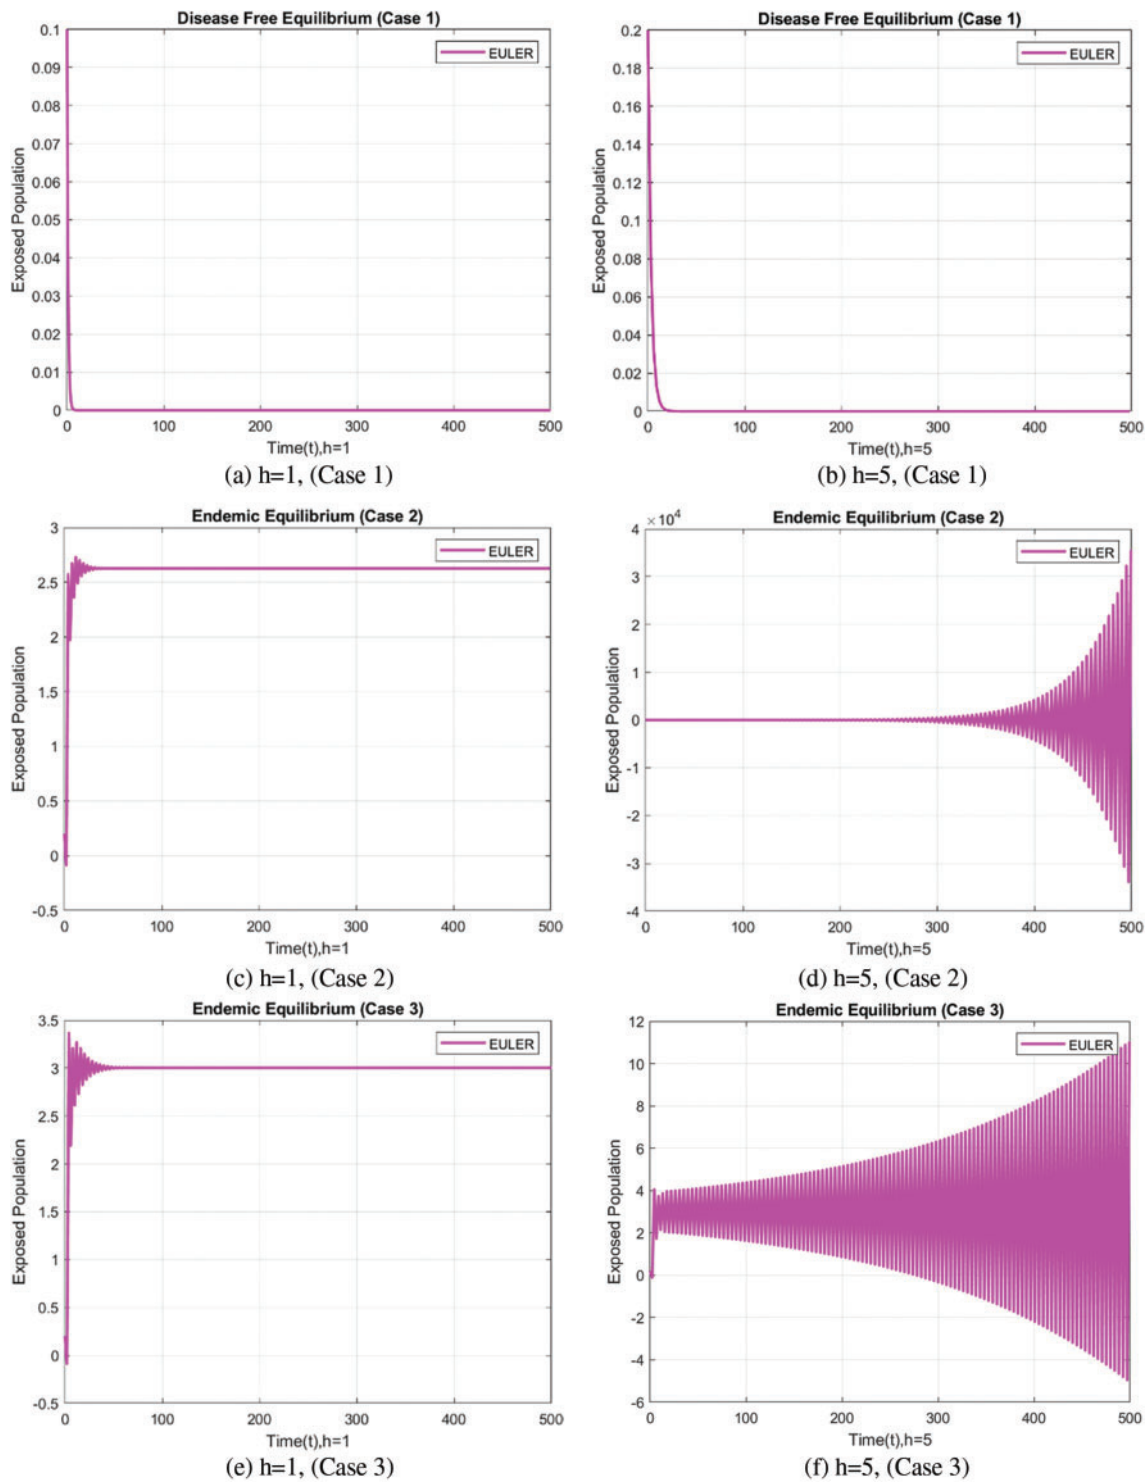 Disease Free Equilibrium (Case 1)
EULER
Exposed Population
0.1
0.09
0.08
0.07
0.06
0.05
0.04
0.03
0.02
0.01
0
0 100 200 300 400 500
Time(t),h=1
(a) h=1, (Case 1)
Disease Free Equilibrium (Case 1)
EULER
Exposed Population
0.2
0.18
0.16
0.14
0.12
0.1
0.08
0.06
0.04
0.02
0
0 100 200 300 400 500
Time(t),h=5
(b) h=5, (Case 1)
Endemic Equilibrium (Case 2)
EULER
Exposed Population
3
2.5
2
1.5
1
0.5
0
-0.5
0 100 200 300 400 500
Time(t),h=1
(c) h=1, (Case 2)
Endemic Equilibrium (Case 2)
× 10^4
EULER
Exposed Population
4
3
2
1
0
-1
-2
-3
-4
0 100 200 300 400 500
Time(t),h=5
(d) h=5, (Case 2)
Endemic Equilibrium (Case 3)
EULER
Exposed Population
3.5
3
2.5
2
1.5
1
0.5
0
-0.5
0 100 200 300 400 500
Time(t),h=1
(e) h=1, (Case 3)
Endemic Equilibrium (Case 3)
EULER
Exposed Population
12
10
8
6
4
2
0
-2
-4
-6
0 100 200 300 400 500
Time(t),h=5
(f) h=5, (Case 3)